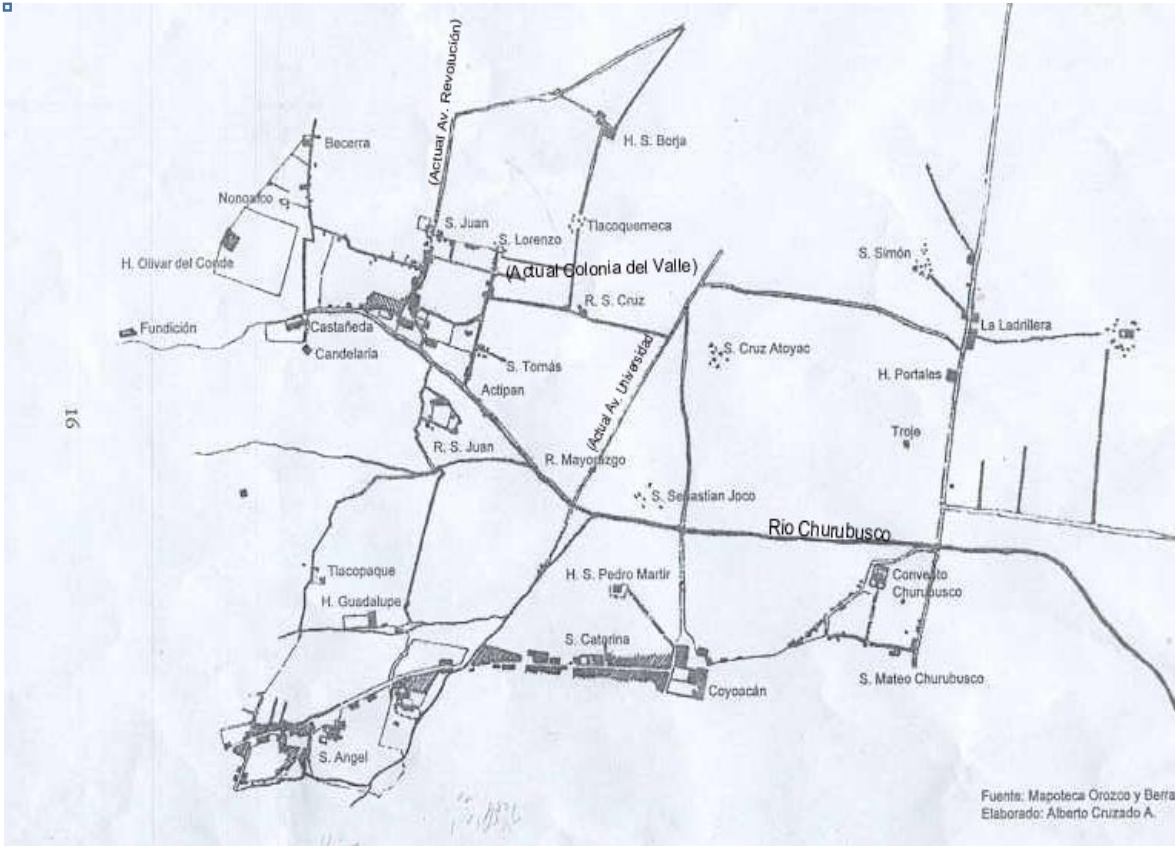 (Actual Av. Revolución)
Becerra
H. S. Borja
Nonoalco
S. Juan
Tlacoquemeca
S. Lorenzo
H. Olivar del Conde
(Actual Colonia del Valle)
S. Simón
R. S. Cruz
Fundición
Castañeda
La Ladrillera
Candelaria
S. Cruz Atoyac
S. Tomás
H. Portales
Actipan
(Actual Av. Universidad)
16
R. S. Juan
Troje
R. Mayorazgo
S. Sebastian Joco
Rio Churubusco
Tlacopaque
H. S. Pedro Martir
Convento
Churubusco
H. Guadalupe
S. Catarina
S. Mateo Churubusco
Coyoacán
S. Angel
Fuente: Mapoteca Orozco y Berra
Elaborado: Alberto Cruzado A.